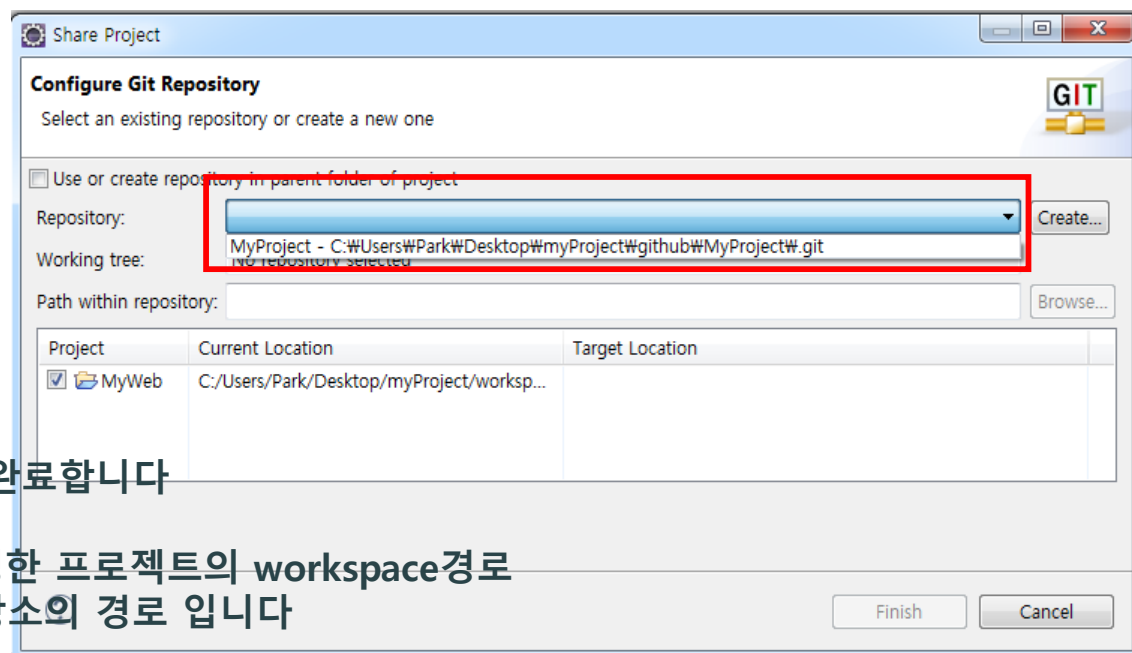 Share Project
Configure Git Repository
GIT
Select an existing repository or create a new one
Use or create repository in parent folder of project
Repository:
Create...
MyProject - C:₩Users₩Park₩Desktop₩myProject₩github₩MyProject₩.git
Working tree:
No repository selected
Path within repository:
Browse...
Project Current Location Target Location
MyWeb C:/Users/Park/Desktop/myProject/worksp...
완료합니다
한 프로젝트의 workspace경로
의 경로 입니다
Finish Cancel